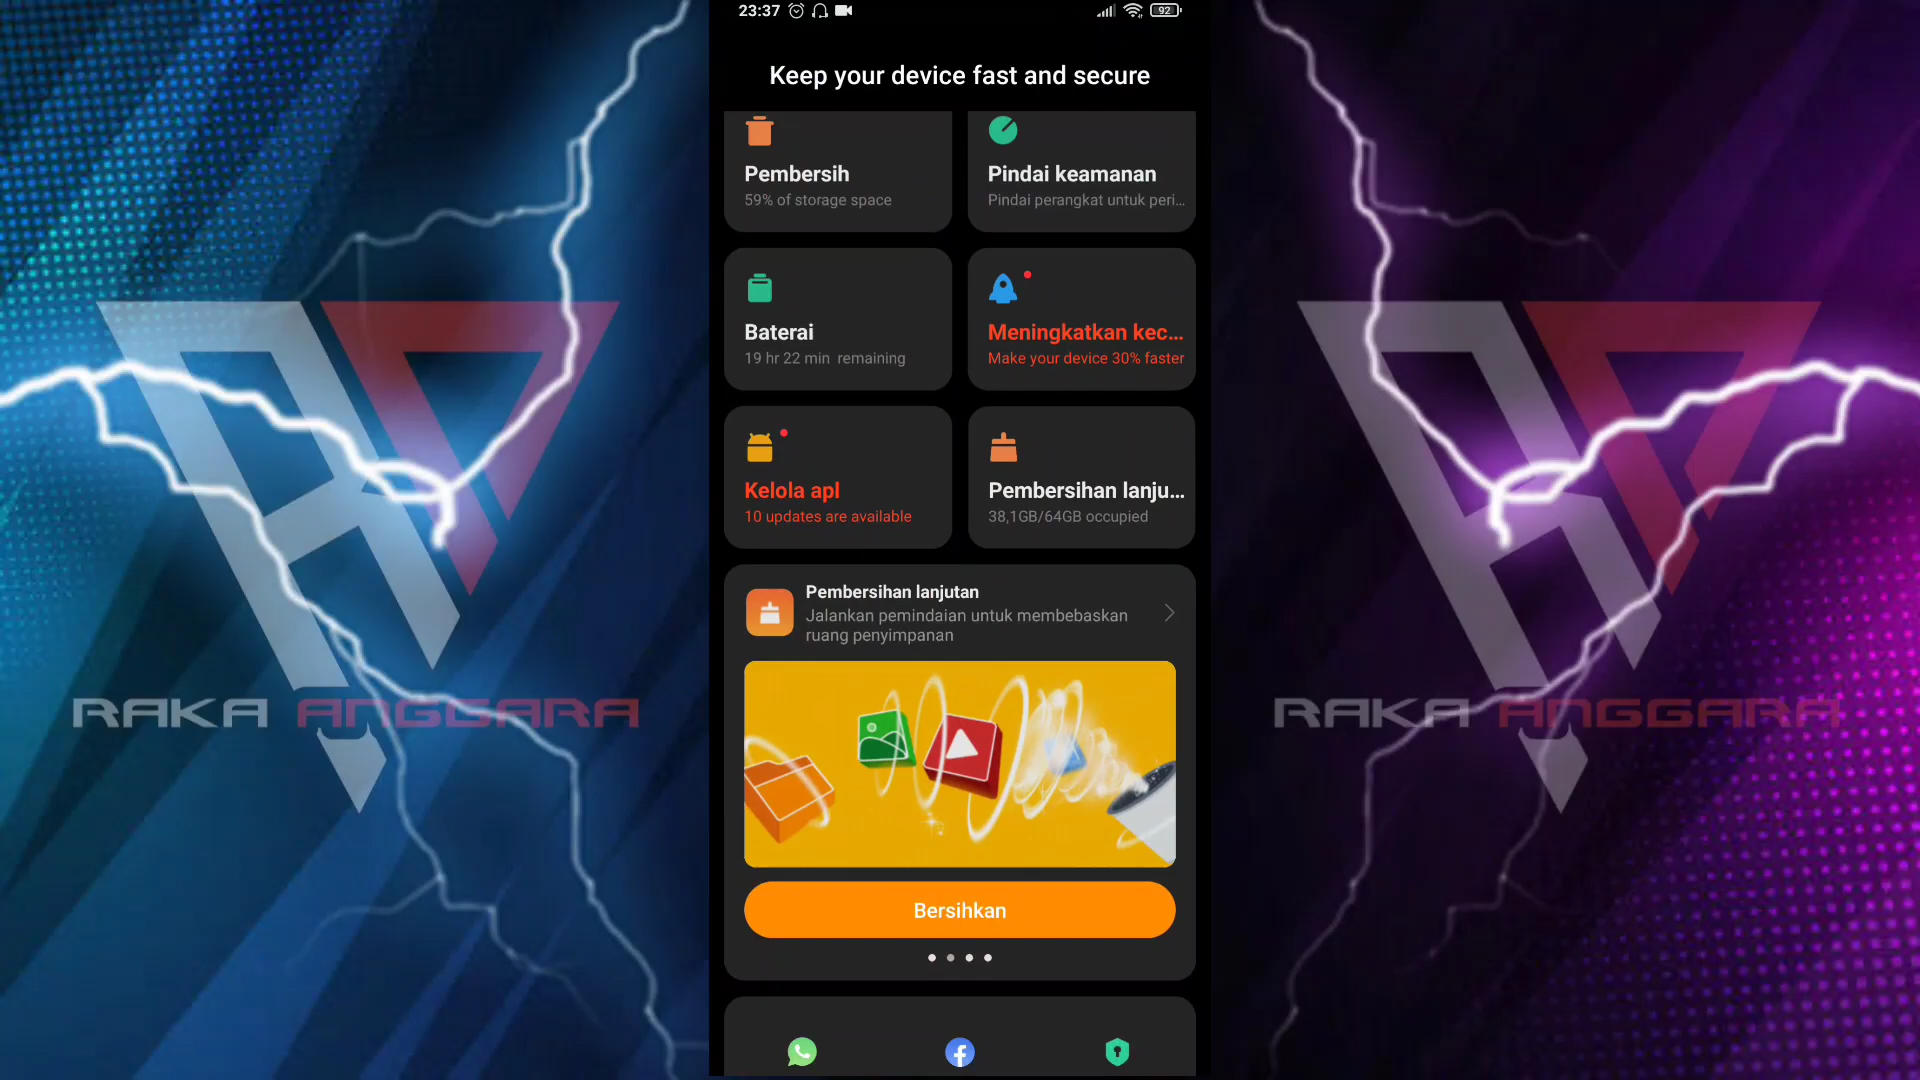 23:37
92
Keep your device fast and secure
Pembersih
59% of storage space
Pindai keamanan
Pindai perangkat untuk peri...
Baterai
19 hr 22 min remaining
Meningkatkan kec...
Make your device 30% faster
Kelola apl
10 updates are available
Pembersihan lanju...
38,1GB/64GB occupied
Pembersihan lanjutan
Jalankan pemindaian untuk membebaskan
ruang penyimpanan
Bersihkan
RAKA ANGGARA
RAKA ANGGARA